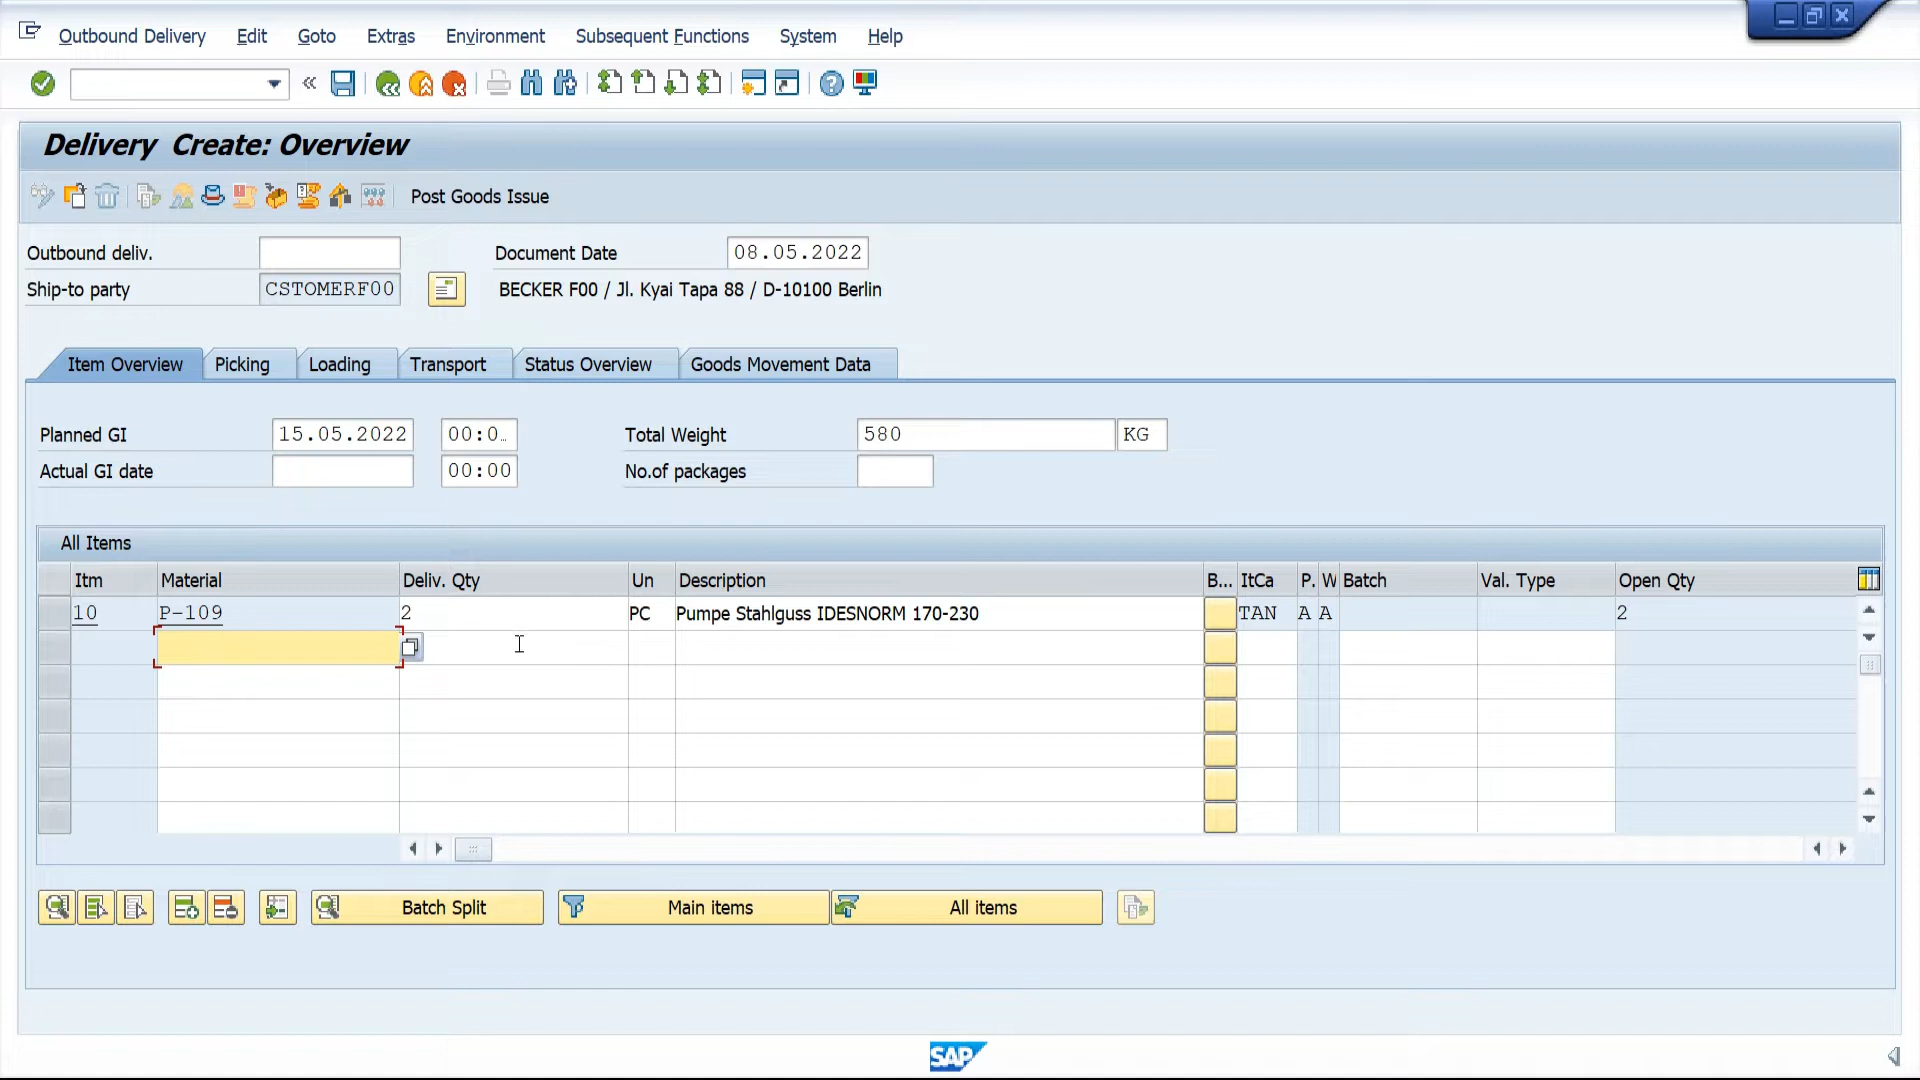 Outbound Delivery Edit Goto Extras Environment Subsequent Functions System Help
Delivery Create: Overview
Post Goods Issue
Outbound deliv. Document Date 08.05.2022
Ship-to party CSTOMERF00 BECKER F00 / Jl. Kyai Tapa 88 / D-10100 Berlin
Item Overview Picking Loading Transport Status Overview Goods Movement Data
Planned GI 15.05.2022 00:0.. Total Weight 580 KG
Actual GI date 00:00 No.of packages
All Items
Itm Material Deliv. Qty Un Description B... ItCa P. W Batch Val. Type Open Qty
10 P-109 2 PC Pumpe Stahlguss IDESNORM 170-230 TAN A A 2
Batch Split Main items All items
SAP